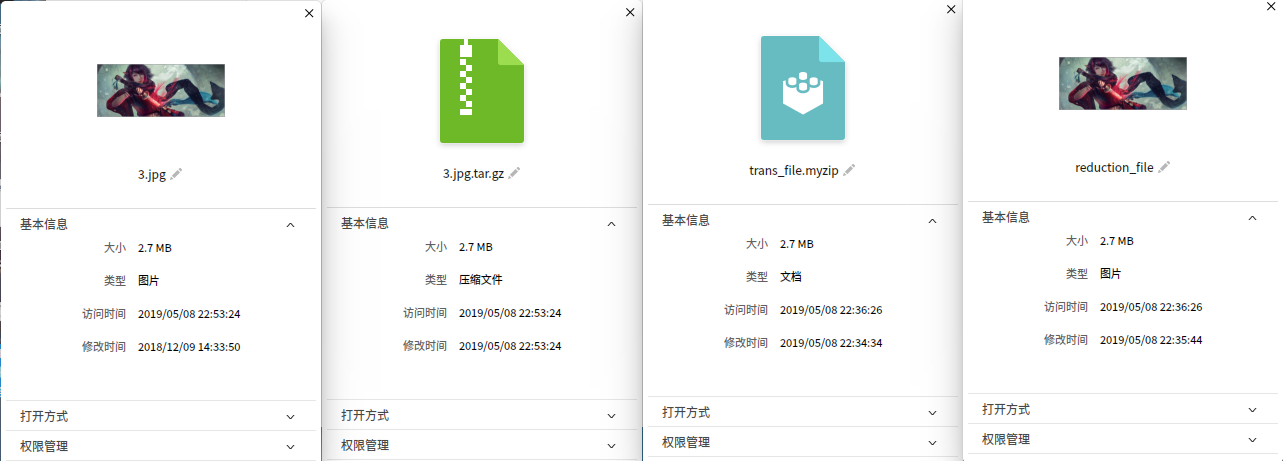 3.jpg
基本信息
大小 2.7 MB
类型 图片
访问时间 2019/05/08 22:53:24
修改时间 2018/12/09 14:33:50
打开方式
权限管理
3.jpg.tar.gz
基本信息
大小 2.7 MB
类型 压缩文件
访问时间 2019/05/08 22:53:24
修改时间 2019/05/08 22:53:24
打开方式
权限管理
trans_file.myzip
基本信息
大小 2.7 MB
类型 文档
访问时间 2019/05/08 22:36:26
修改时间 2019/05/08 22:34:34
打开方式
权限管理
reduction_file
基本信息
大小 2.7 MB
类型 图片
访问时间 2019/05/08 22:36:26
修改时间 2019/05/08 22:35:44
打开方式
权限管理